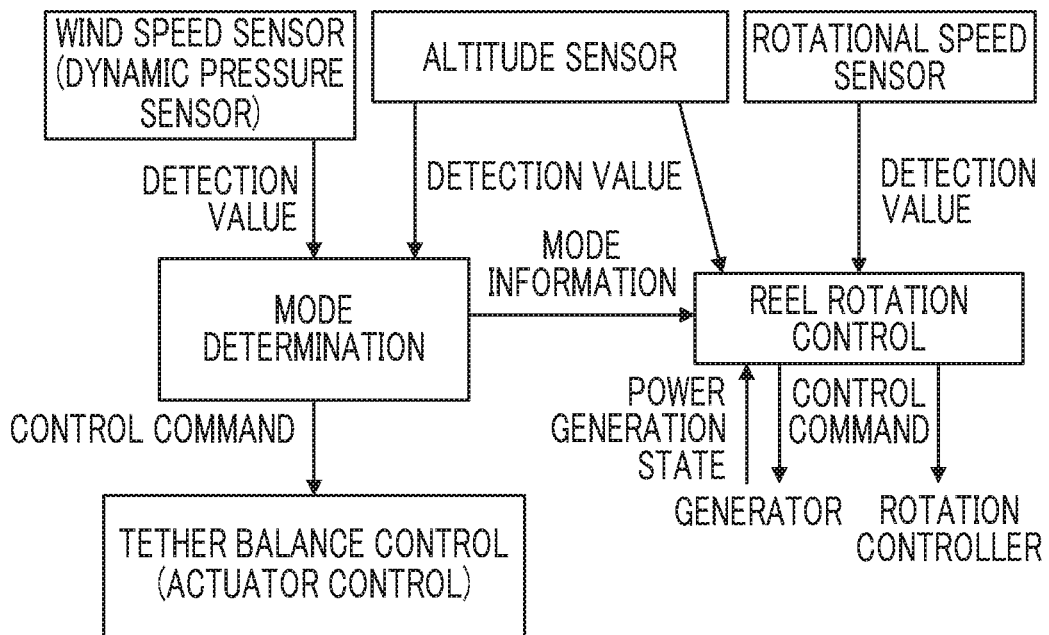 WIND SPEED SENSOR
(DYNAMIC PRESSURE
SENSOR)
ALTITUDE SENSOR
ROTATIONAL SPEED
SENSOR
DETECTION
VALUE
DETECTION VALUE
DETECTION
VALUE
MODE
INFORMATION
MODE
DETERMINATION
REEL ROTATION
CONTROL
CONTROL COMMAND
POWER
GENERATION
STATE
CONTROL
COMMAND
GENERATOR
ROTATION
CONTROLLER
TETHER BALANCE CONTROL
(ACTUATOR CONTROL)